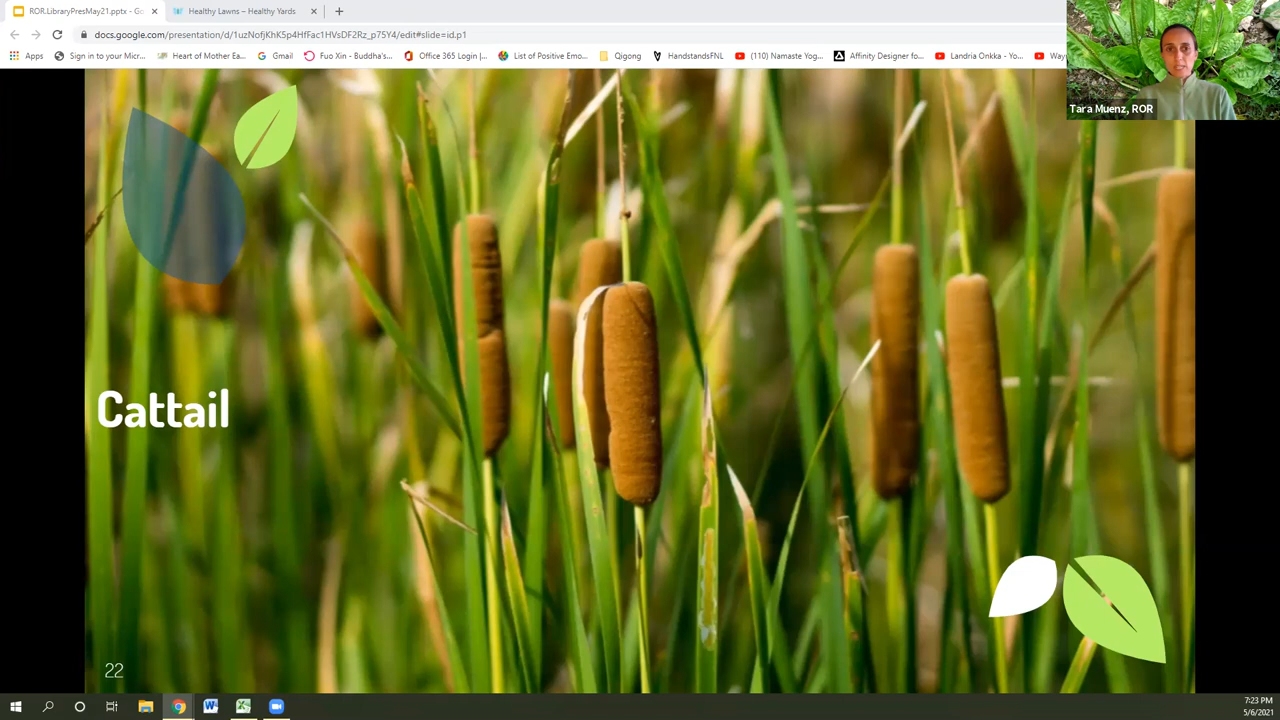 ROR.LibraryPresMay21.pptx - Go
Healthy Lawns – Healthy Yards
docs.google.com/presentation/d/1uzNofjKhK5p4HfFac1HVsDF2Rz_p75Y4/edit#slide=id.p1
Apps
Sign in to your Micr...
Heart of Mother Ea...
Gmail
Fuo Xin - Buddha's...
Office 365 Login |...
List of Positive Emo...
Qigong
HandstandsFNL
(110) Namaste Yog...
Affinity Designer fo...
Landria Onkka - Yo...
Way
Tara Muenz, ROR
Cattail
22
7:23 PM
5/6/2021